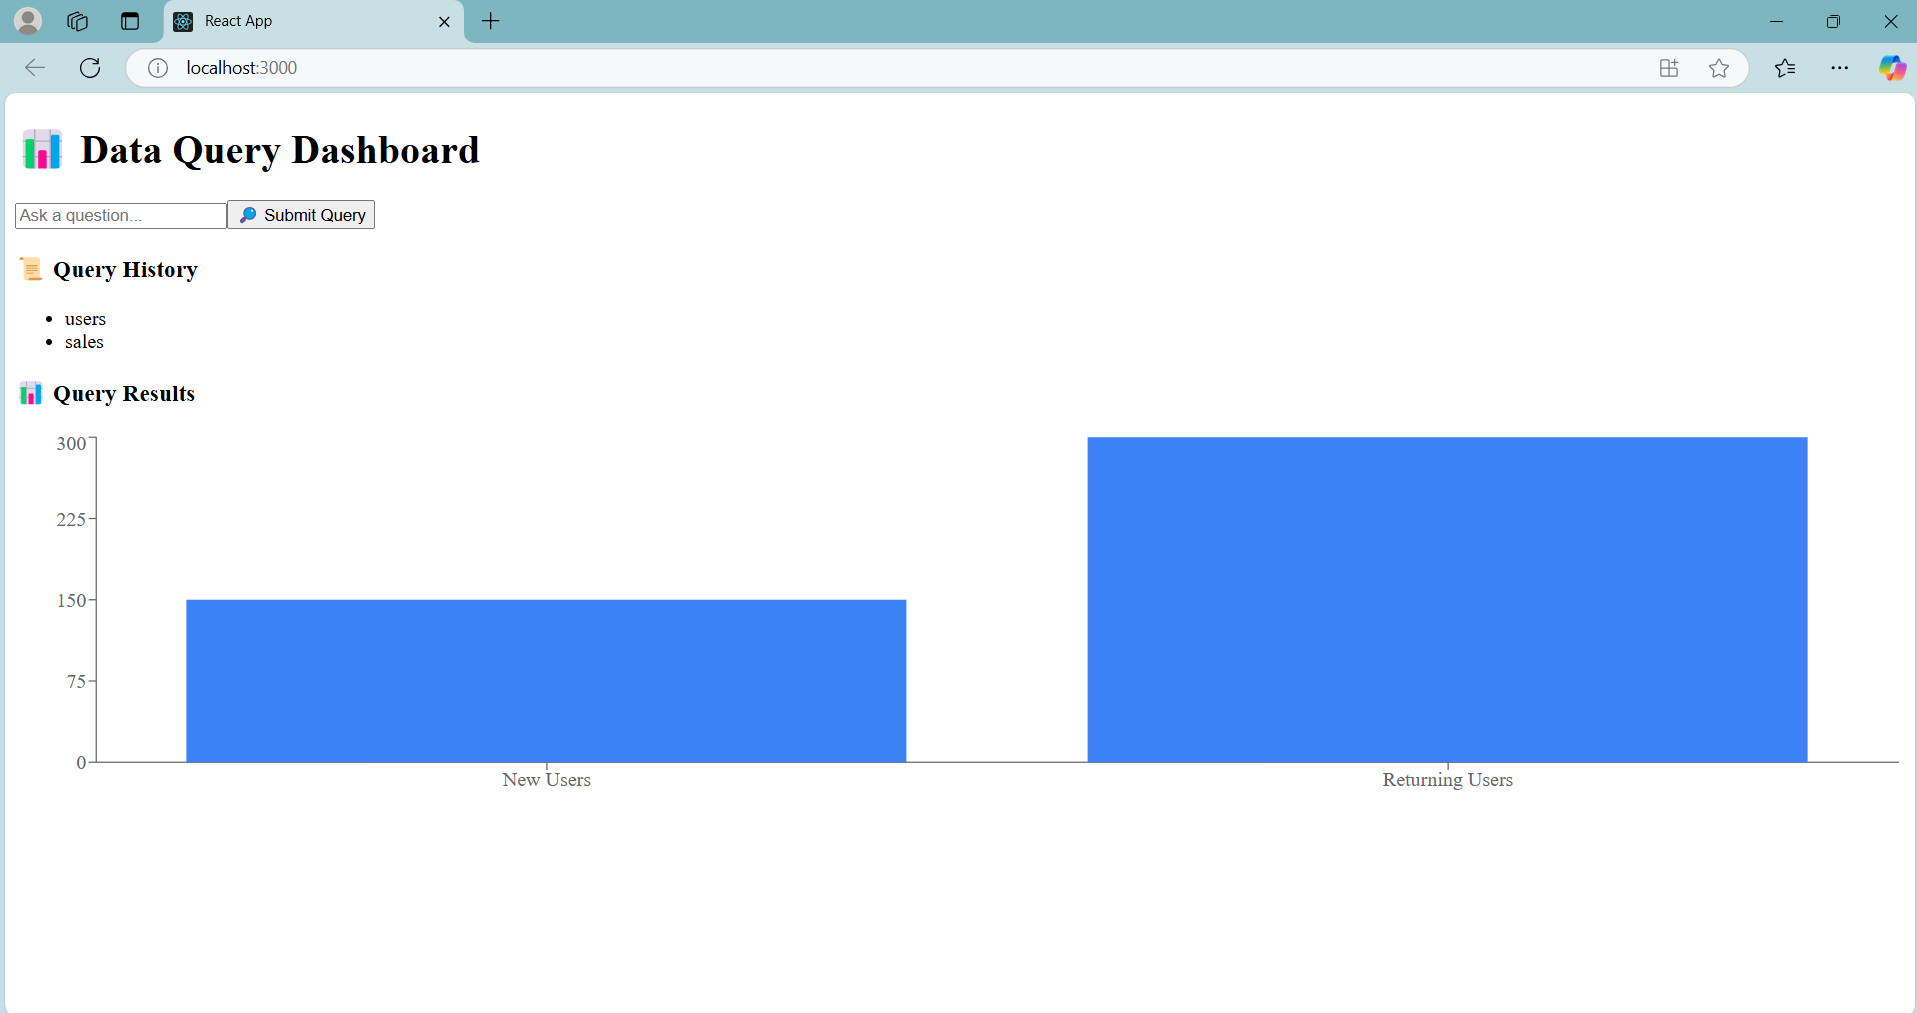 React App
localhost:3000
Data Query Dashboard
Ask a question...
Submit Query
Query History
users
sales
Query Results
300
225
150
75
0
New Users
Returning Users